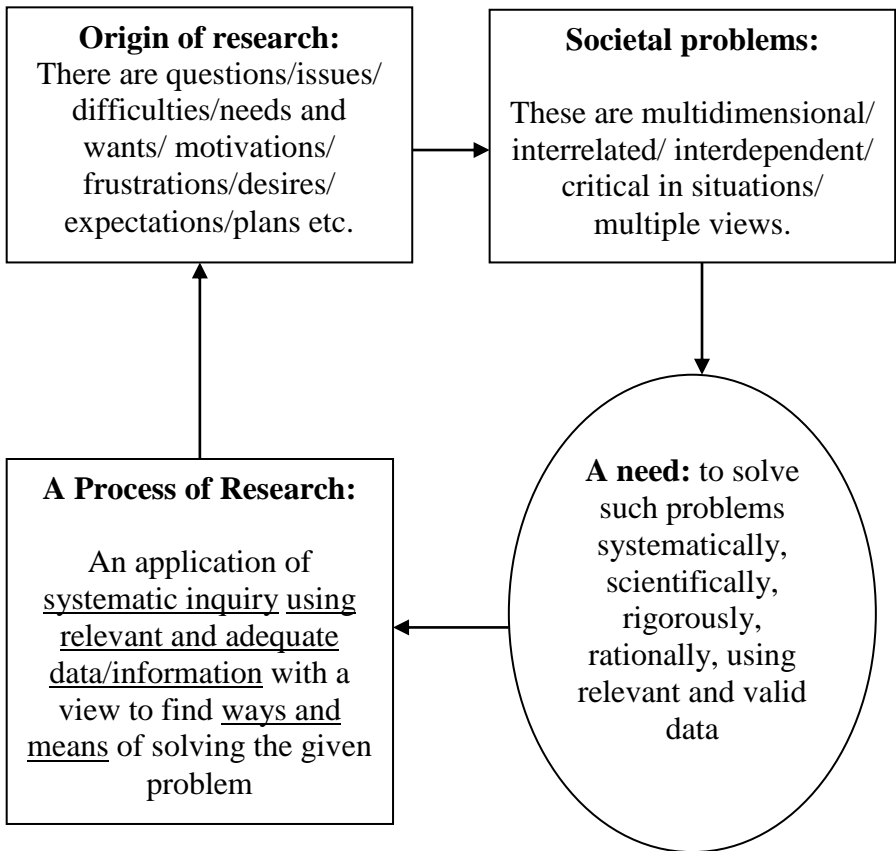 Origin of research:
There are questions/issues/
difficulties/needs and
wants/ motivations/
frustrations/desires/
expectations/plans etc.
Societal problems:
These are multidimensional/
interrelated/ interdependent/
critical in situations/
multiple views.
A need: to solve
such problems
systematically,
scientifically,
rigorously,
rationally, using
relevant and valid
data
A Process of Research:
An application of
systematic inquiry using
relevant and adequate
data/information with a
view to find ways and
means of solving the given
problem